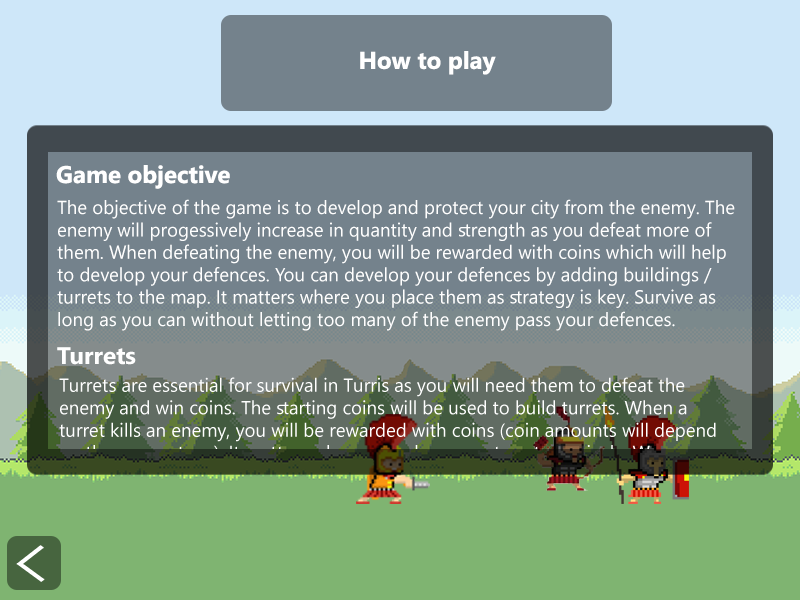 How to play
Game objective
The objective of the game is to develop and protect your city from the enemy. The
enemy will progessively increase in quantity and strength as you defeat more of
them. When defeating the enemy, you will be rewarded with coins which will help
to develop your defences. You can develop your defences by adding buildings /
turrets to the map. It matters where you place them as strategy is key. Survive as
long as you can without letting too many of the enemy pass your defences.
Turrets
Turrets are essential for survival in Turris as you will need them to defeat the
enemy and win coins. The starting coins will be used to build turrets. When a
turret kills an enemy, you will be rewarded with coins (coin amounts will depend